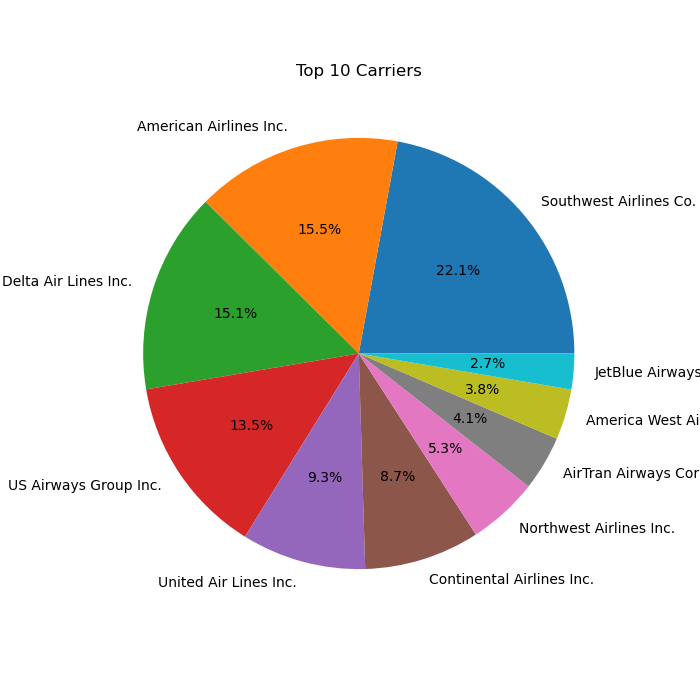 Top 10 Carriers
American Airlines Inc.
Southwest Airlines Co.
15.5%
22.1%
Delta Air Lines Inc.
15.1%
2.7%
JetBlue Airways
3.8%
America West Ai
4.1%
13.5%
5.3%
AirTran Airways Cor
9.3%
8.7%
US Airways Group Inc.
Northwest Airlines Inc.
United Air Lines Inc.
Continental Airlines Inc.